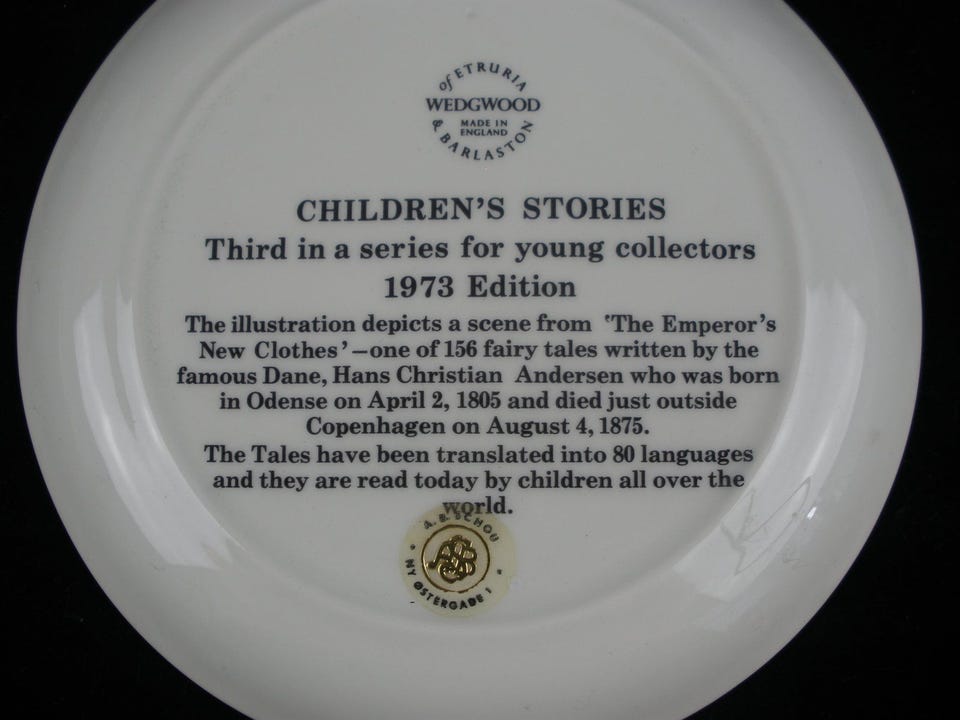 of ETRURIA
WEDGWOOD
MADE IN
ENGLAND
& BARLASTON
CHILDREN'S STORIES
Third in a series for young collectors
1973 Edition
The illustration depicts a scene from 'The Emperor's
New Clothes'—one of 156 fairy tales written by the
famous Dane, Hans Christian Andersen who was born
in Odense on April 2, 1805 and died just outside
Copenhagen on August 4, 1875.
The Tales have been translated into 80 languages
and they are read today by children all over the
world.
A. B. SCHOU
NY ØSTERGADE 1